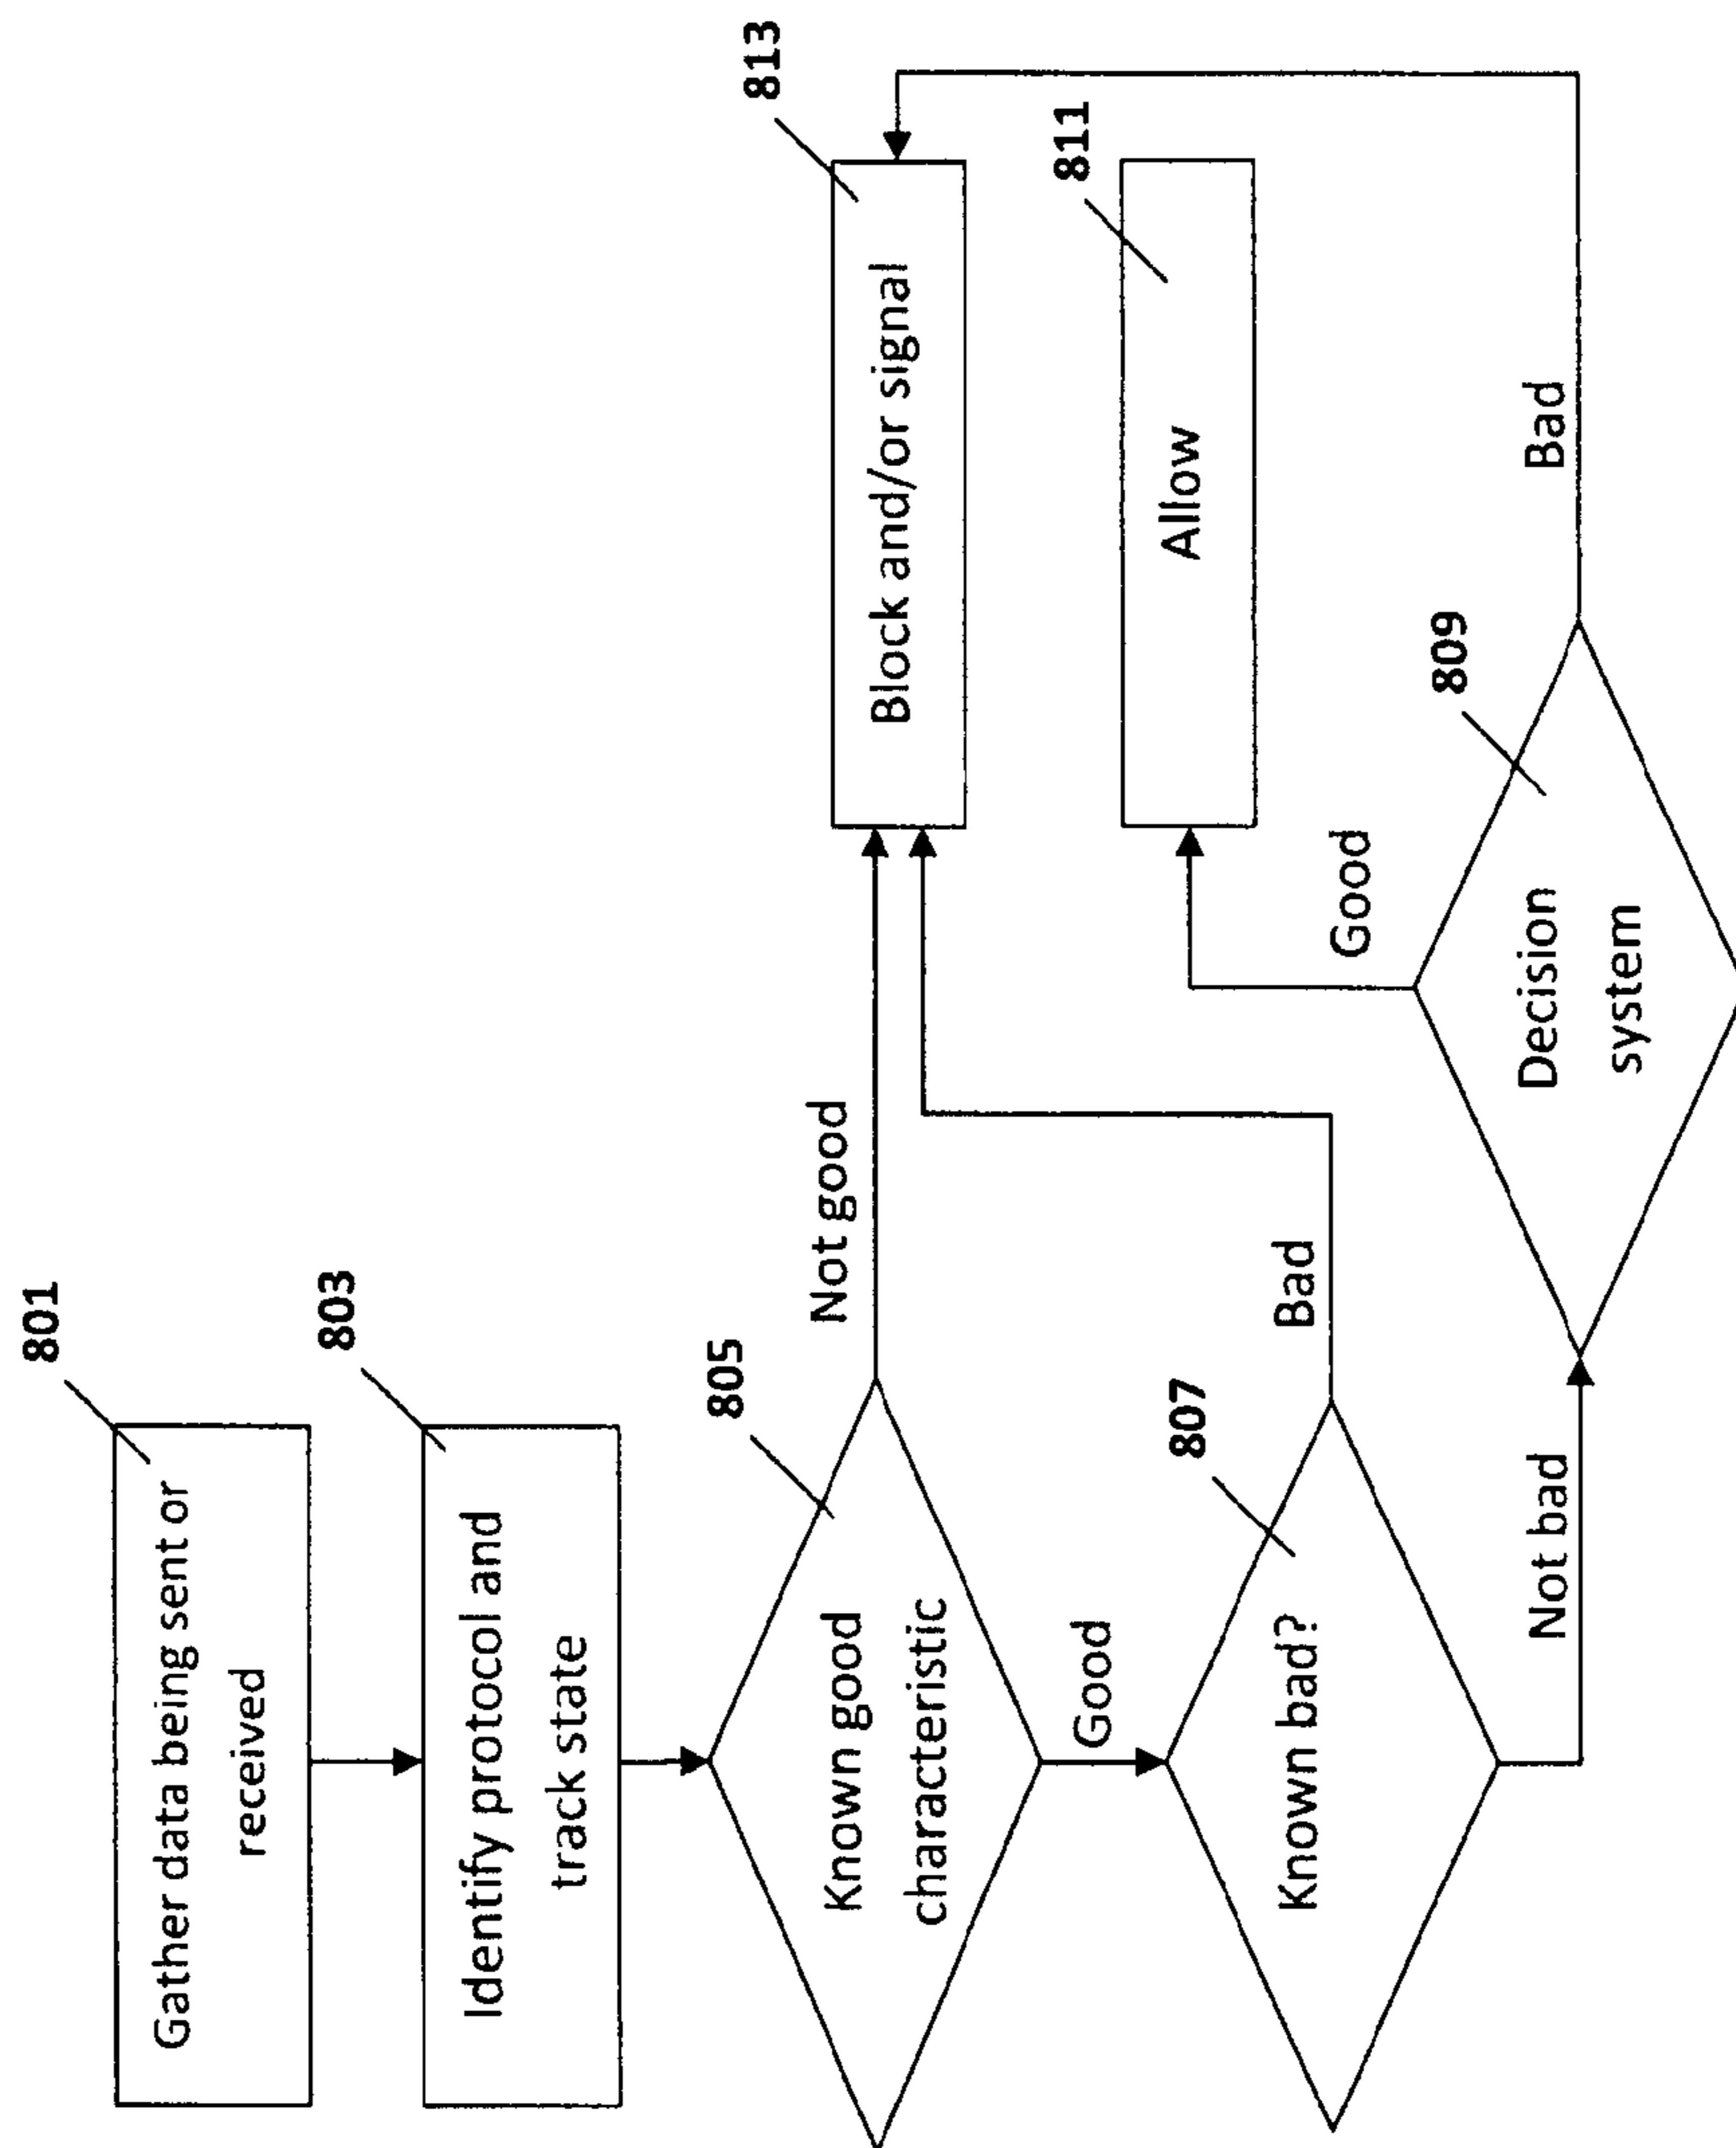 801
Gather data being sent or
received
803
Identify protocol and
track state
805
Known good
characteristic
Not good
Good
807
Known bad?
Bad
Not bad
809
Decision
system
Good
Bad
811
Allow
813
Block and/or signal